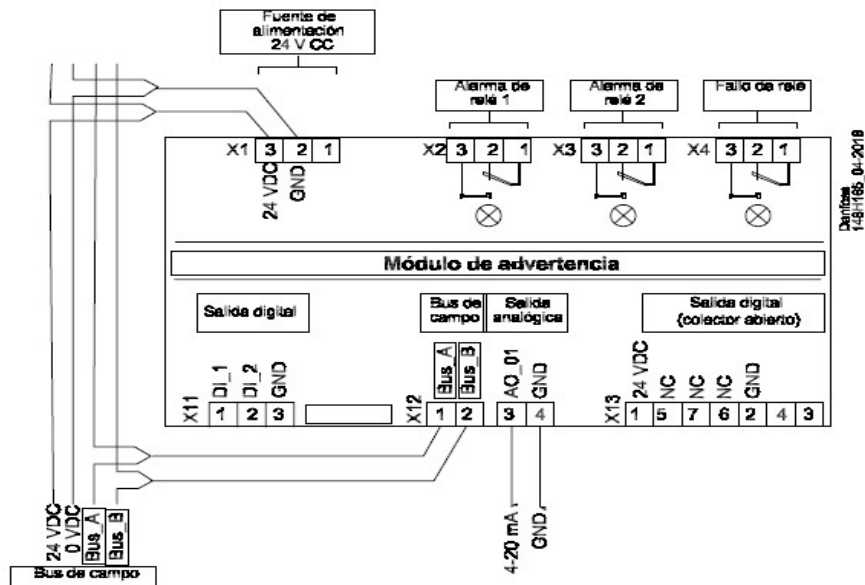 Fuente de
alimentación
24 V CC
Alarma de
relé 1
Alarma de
relé 2
Fallo de relé
X1 3 2 1
X2 3 2 1
X3 3 2 1
X4 3 2 1
24 VDC
GND
Danfoss
148H165_04-2018
Módulo de advertencia
Salida digital
Bus de
campo
Salida
analógica
Salida digital
(colector abierto)
DI_1
DI_2
GND
Bus_A
Bus_B
AO_01
GND
24 VDC
NC
NC
NC
GND
X11 1 2 3
X12 1 2 3 4
X13 1 5 7 6 2 4 3
24 VDC
0 VDC
Bus_A
Bus_B
4-20 mA
GND
Bus de campo